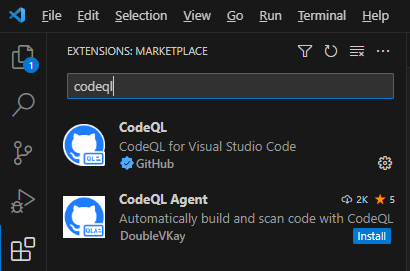 File Edit Selection View Go Run Terminal Help
EXTENSIONS: MARKETPLACE
1
codeql
CodeQL
CodeQL for Visual Studio Code
GitHub
QL
CodeQL Agent 2K 5
Automatically build and scan code with CodeQL
DoubleVKay Install
QLA